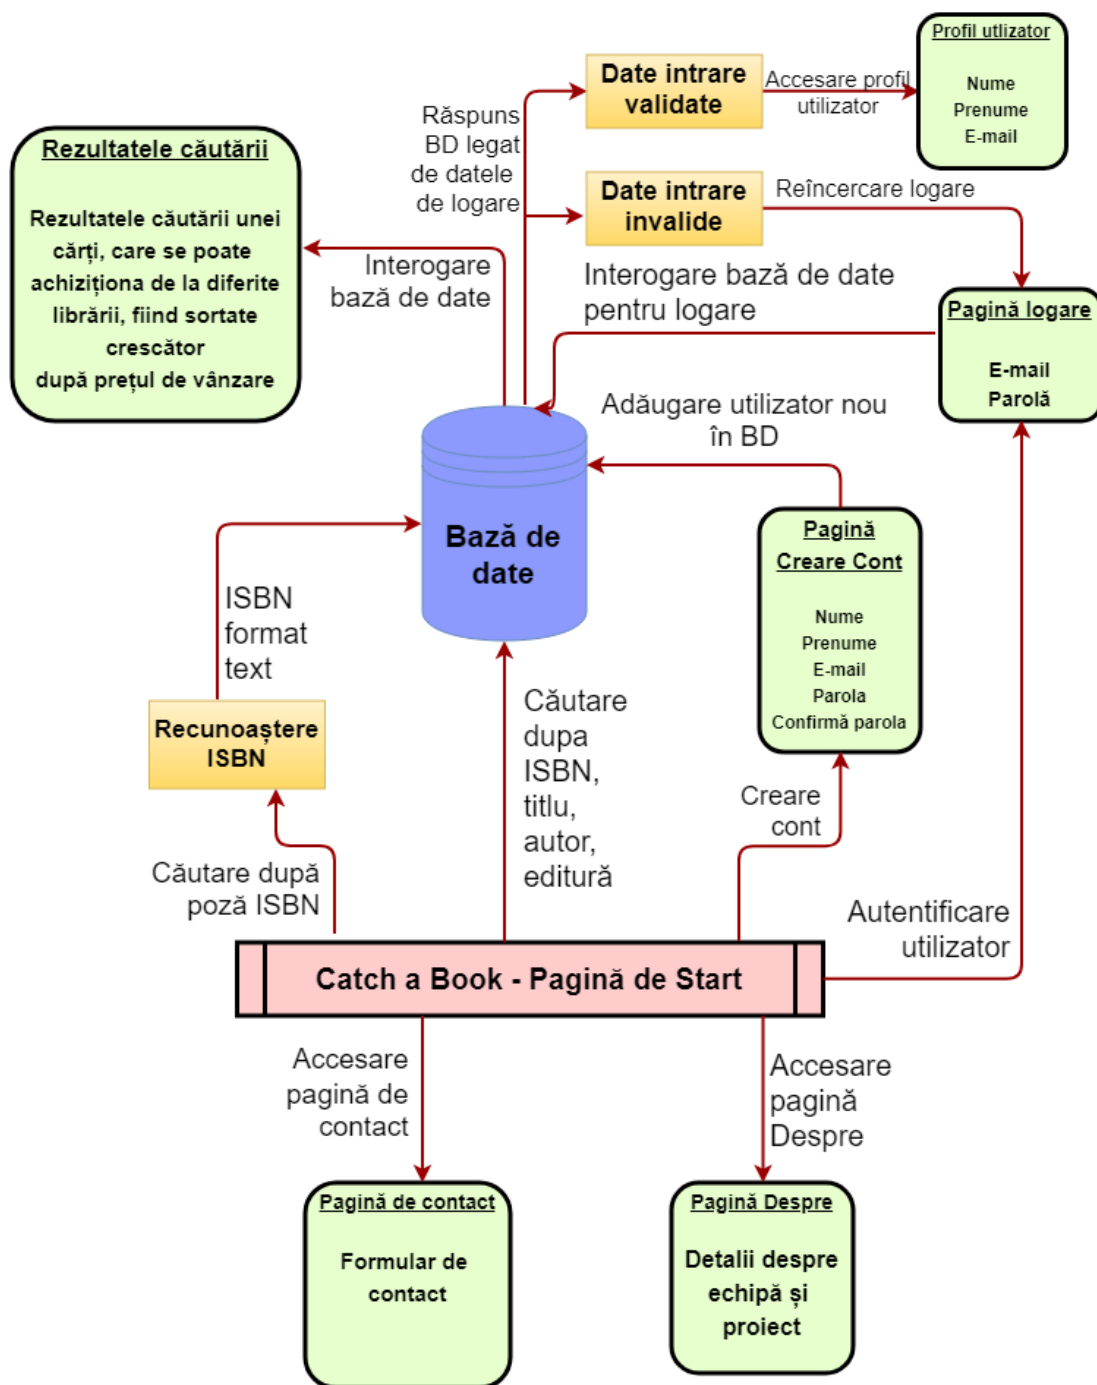 Profil utlizator
Nume
Prenume
E-mail
Date intrare
validate
Accesare profil
utilizator
Răspuns
BD legat
de datele
de logare
Rezultatele căutării
Rezultatele căutării unei
cărți, care se poate
achiziționa de la diferite
librării, fiind sortate
crescător
după prețul de vânzare
Date intrare
invalide
Reîncercare logare
Interogare
bază de date
Interogare bază de date
pentru logare
Pagină logare
E-mail
Parolă
Adăugare utilizator nou
în BD
Bază de
date
Pagină
Creare Cont
Nume
Prenume
E-mail
Parola
Confirmă parola
ISBN
format
text
Recunoaștere
ISBN
Căutare
dupa
ISBN,
titlu,
autor,
editură
Creare
cont
Căutare după
poză ISBN
Autentificare
utilizator
Catch a Book - Pagină de Start
Accesare
pagină de
contact
Accesare
pagină
Despre
Pagină de contact
Formular de
contact
Pagină Despre
Detalii despre
echipă și
proiect